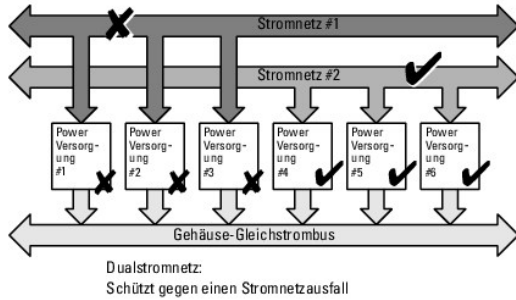 Stromnetz #1
Stromnetz #2
Power
Versorg-
ung
#1
Power
Versorg-
ung
#2
Power
Versorg-
ung
#3
Power
Versorg-
ung
#4
Power
Versorg-
ung
#5
Power
Versorg-
ung
#6
Gehäuse-Gleichstrombus
Dualstromnetz:
Schützt gegen einen Stromnetzausfall